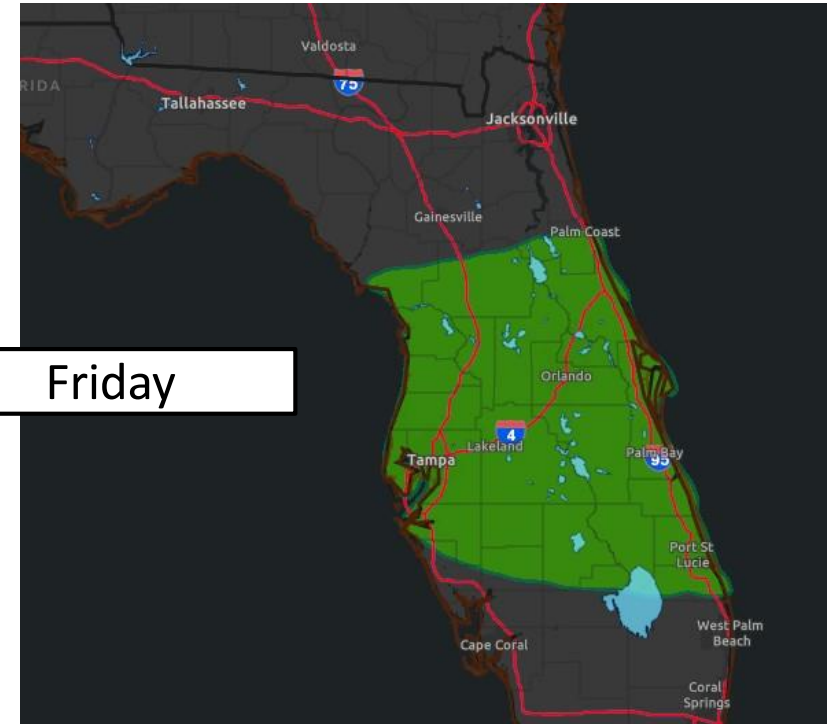 Valdosta
75
RIDA
Tallahassee
Jacksonville
Gainesville
Palm Coast
Friday
Orlando
4
Lakeland
Tampa
Palm Bay
95
Port St
Lucie
West Palm
Beach
Cape Coral
Coral
Springs